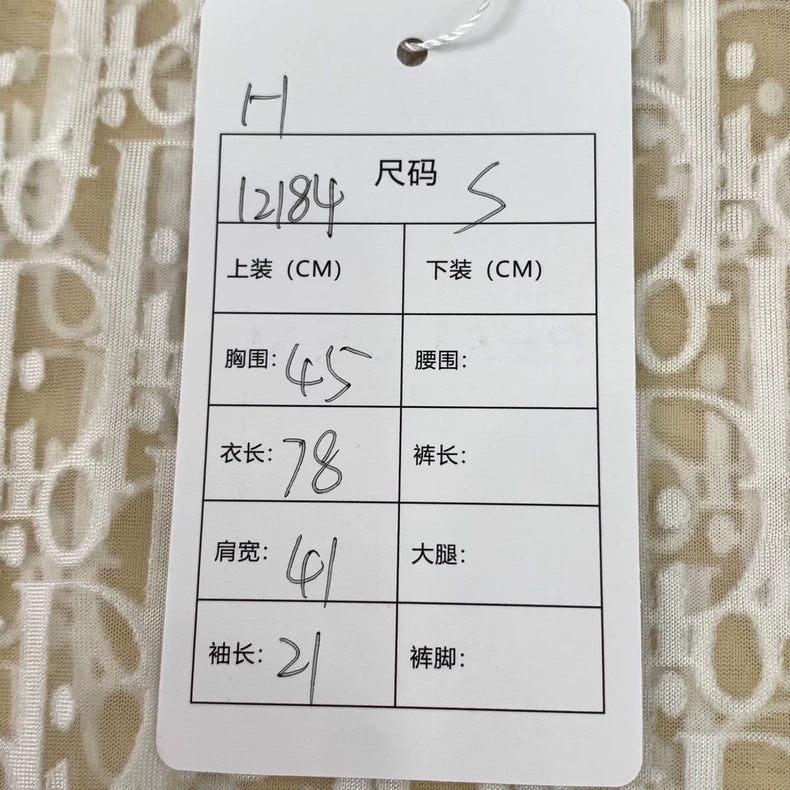 H
12184 尺码 S
上装（CM） 下装（CM）
胸围：45 腰围：
衣长：78 裤长：
肩宽：41 大腿：
袖长：21 裤脚：